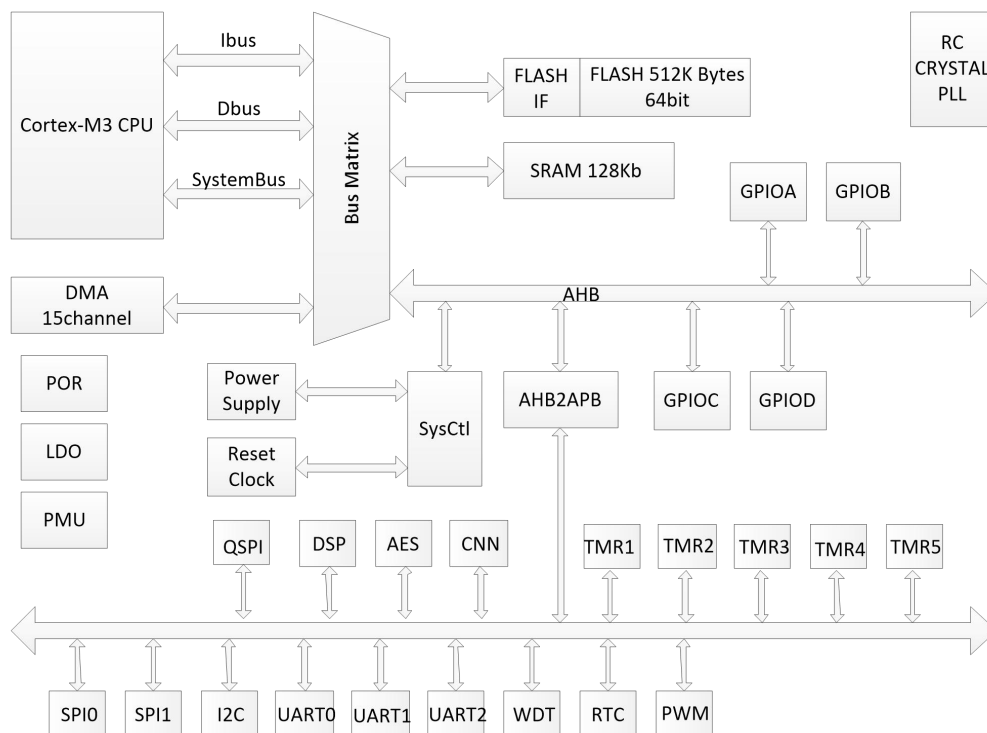 Cortex-M3 CPU
Ibus
Dbus
SystemBus
Bus Matrix
FLASH
IF
FLASH 512K Bytes
64bit
SRAM 128Kb
RC
CRYSTAL
PLL
GPIOA
GPIOB
DMA
15channel
AHB
POR
LDO
PMU
Power
Supply
Reset
Clock
SysCtl
AHB2APB
GPIOC
GPIOD
QSPI
DSP
AES
CNN
TMR1
TMR2
TMR3
TMR4
TMR5
SPI0
SPI1
I2C
UART0
UART1
UART2
WDT
RTC
PWM